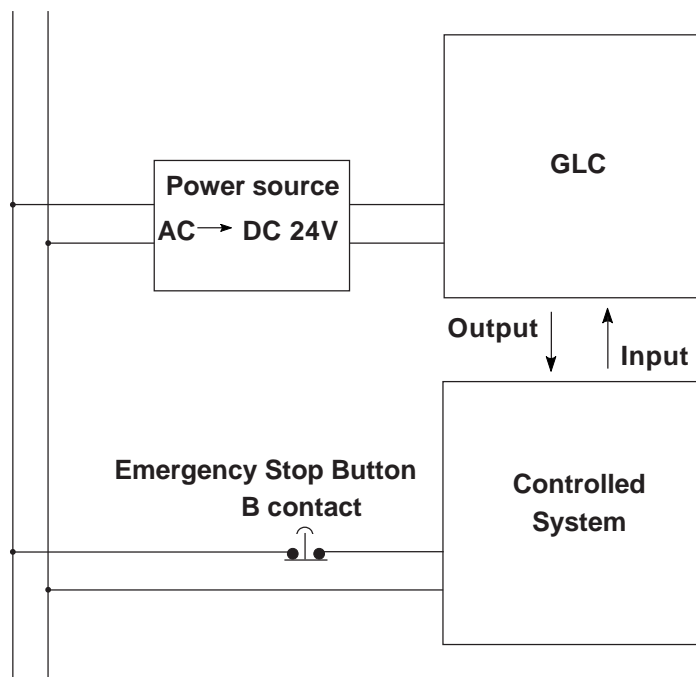 GLC
Power source
AC DC 24V
Output
Input
Emergency Stop Button
B contact
Controlled
System